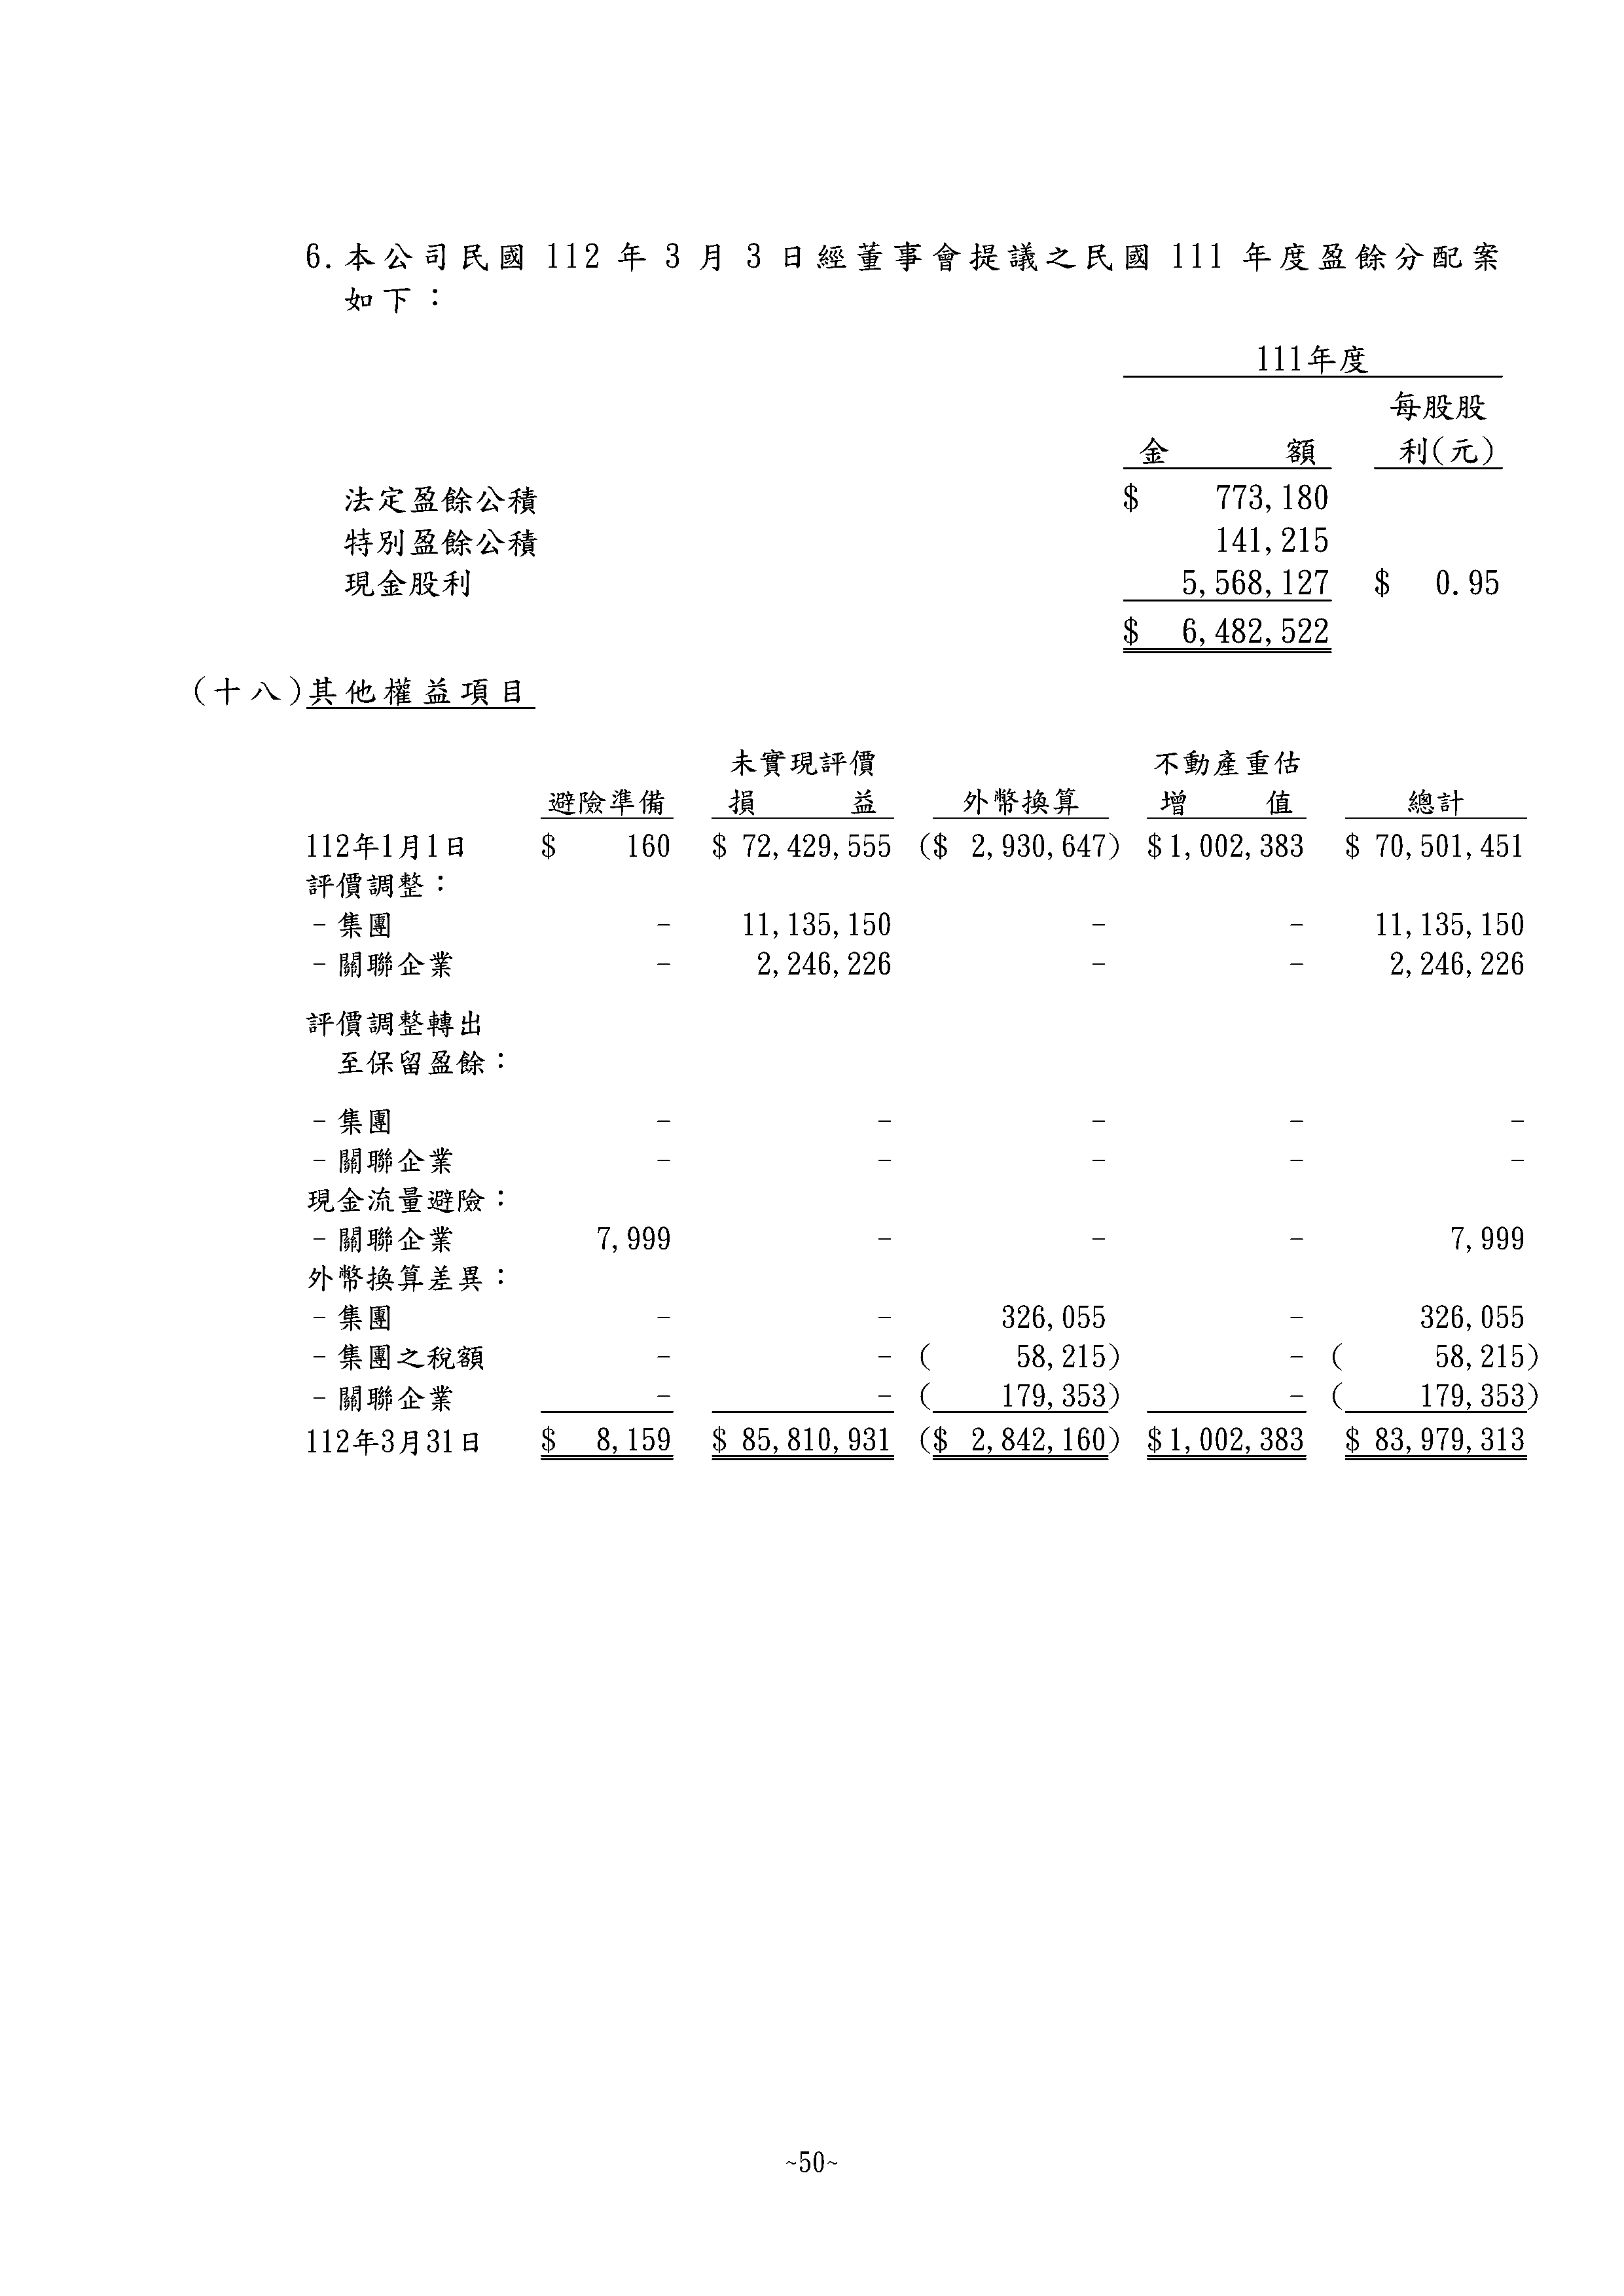 6.本公司民國 112 年 3 月 3 日經董事會提議之民國 111 年度盈餘分配案
如下：
111年度
每股股
金 額 利(元)
法定盈餘公積 $ 773,180
特別盈餘公積 141,215
現金股利 5,568,127 $ 0.95
$ 6,482,522
(十八)其他權益項目
未實現評價 不動產重估
避險準備 損 益 外幣換算 增 值 總計
112年1月1日 $ 160 $ 72,429,555 ($ 2,930,647) $1,002,383 $ 70,501,451
評價調整：
-集團 - 11,135,150 - - 11,135,150
-關聯企業 - 2,246,226 - - 2,246,226
評價調整轉出
至保留盈餘：
-集團 - - - - -
-關聯企業 - - - - -
現金流量避險：
-關聯企業 7,999 - - - 7,999
外幣換算差異：
-集團 - - 326,055 - 326,055
-集團之稅額 - - ( 58,215) - ( 58,215)
-關聯企業 - - ( 179,353) - ( 179,353)
112年3月31日 $ 8,159 $ 85,810,931 ($ 2,842,160) $1,002,383 $ 83,979,313
~50~